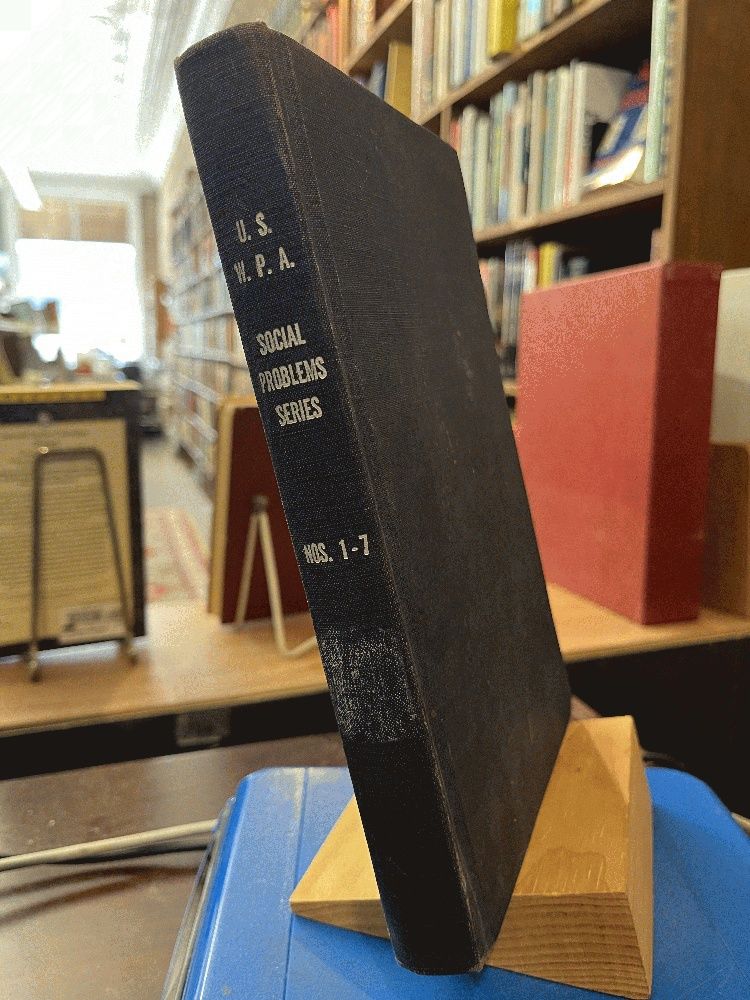 U. S.
W. P. A.
SOCIAL
PROBLEMS
SERIES
NOS. 1-7